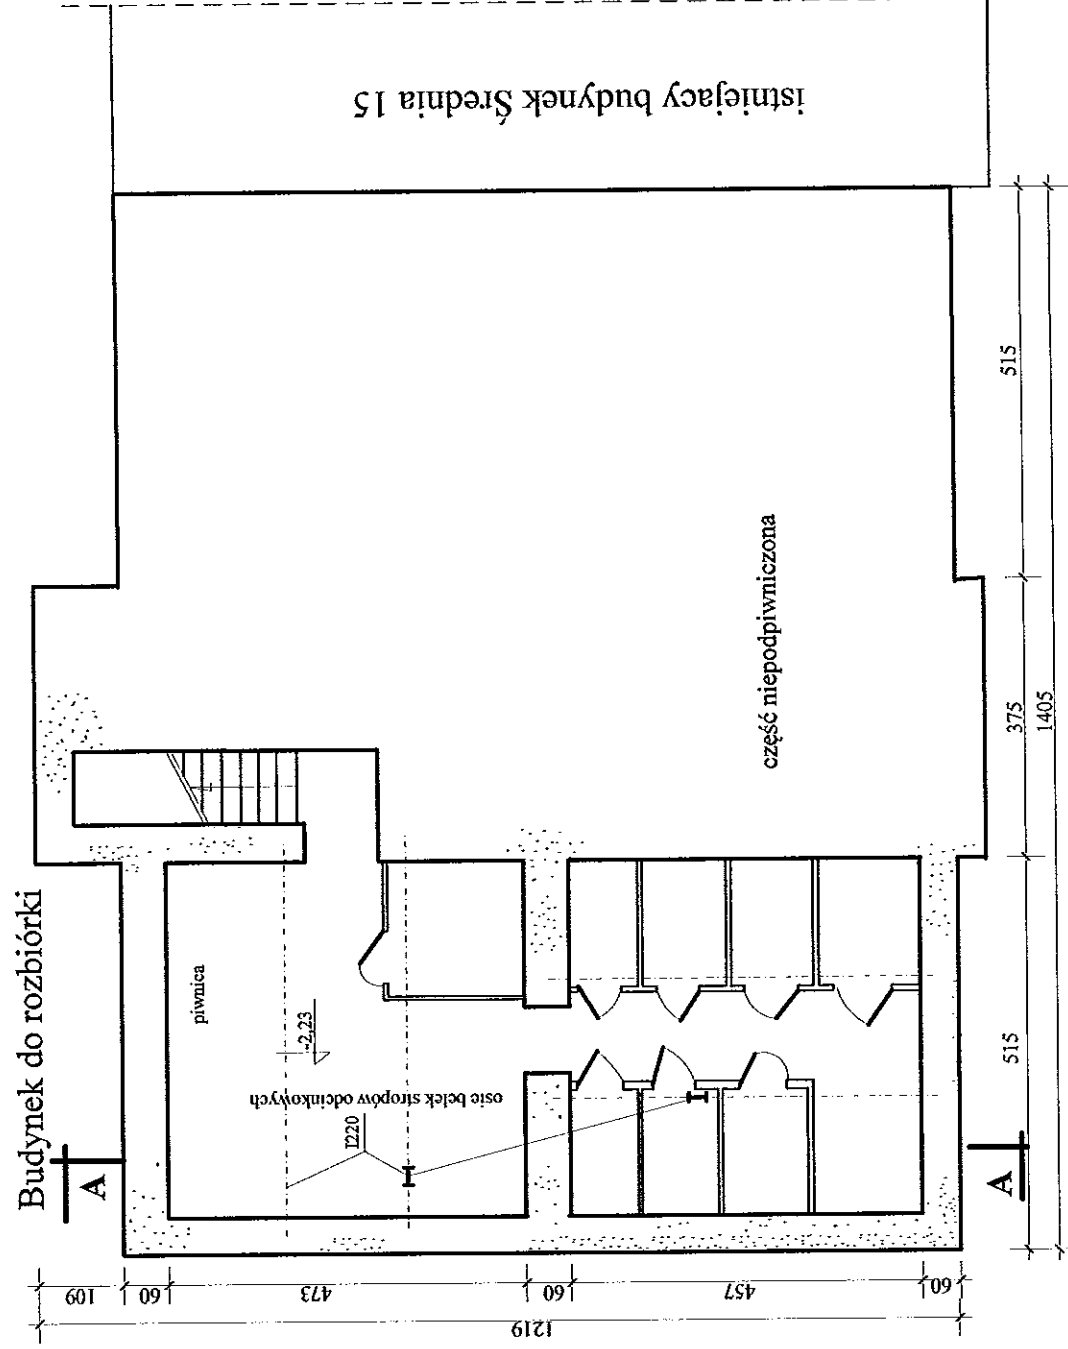 Budynek do rozbiórki
istniejacy budynek Średnia 15
część niepodpiwniczona
piwnica
-2,23
osie belek stropów odcinkowych
I220
A
A
515
375
515
1405
109
60
473
60
457
60
1219